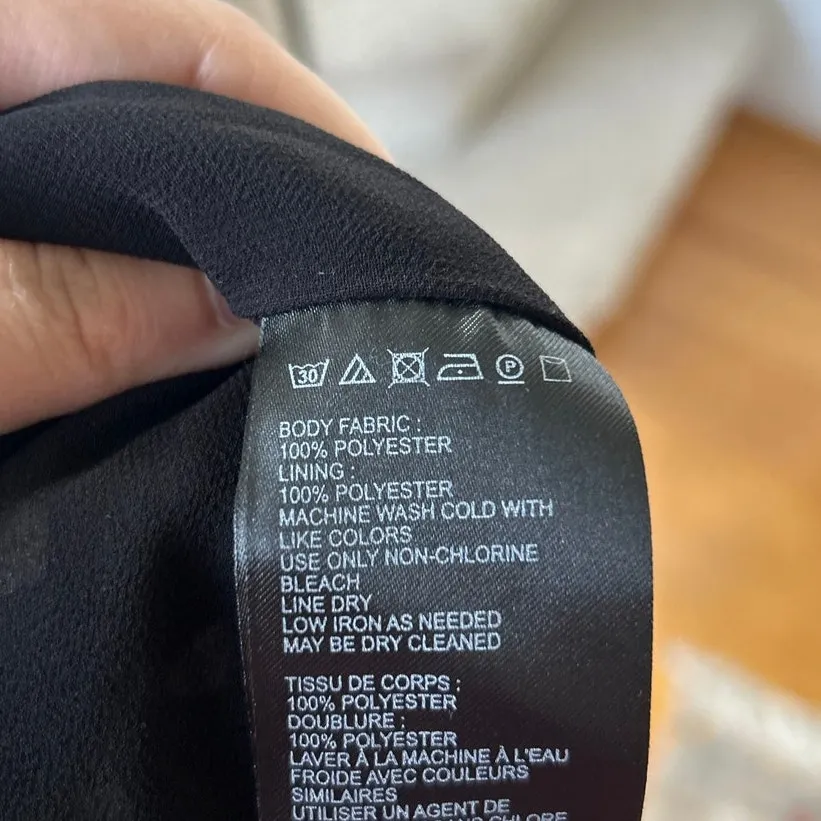 30 P
BODY FABRIC :
100% POLYESTER
LINING :
100% POLYESTER
MACHINE WASH COLD WITH
LIKE COLORS
USE ONLY NON-CHLORINE
BLEACH
LINE DRY
LOW IRON AS NEEDED
MAY BE DRY CLEANED
TISSU DE CORPS :
100% POLYESTER
DOUBLURE :
100% POLYESTER
LAVER À LA MACHINE À L'EAU
FROIDE AVEC COULEURS
SIMILAIRES
UTILISER UN AGENT DE
CHLORE